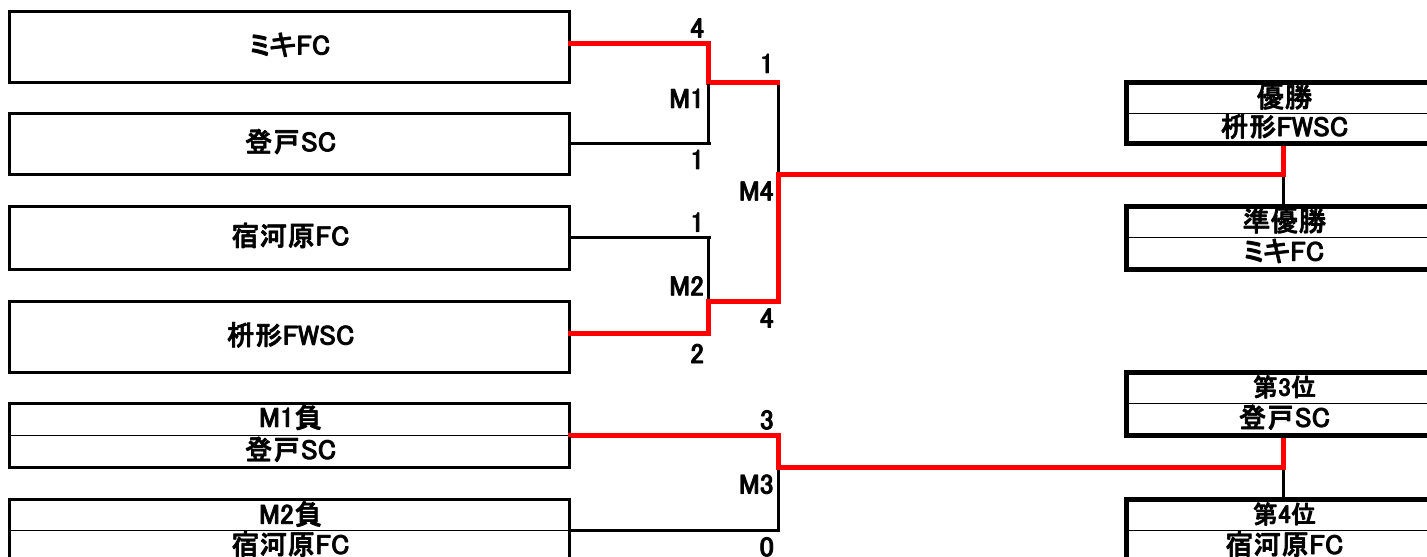 ミキFC
4
1
M1
優勝
枡形FWSC
登戸SC
1
M4
準優勝
ミキFC
宿河原FC
1
M2
4
枡形FWSC
2
第3位
登戸SC
M1負
登戸SC
3
M3
M2負
宿河原FC
0
第4位
宿河原FC